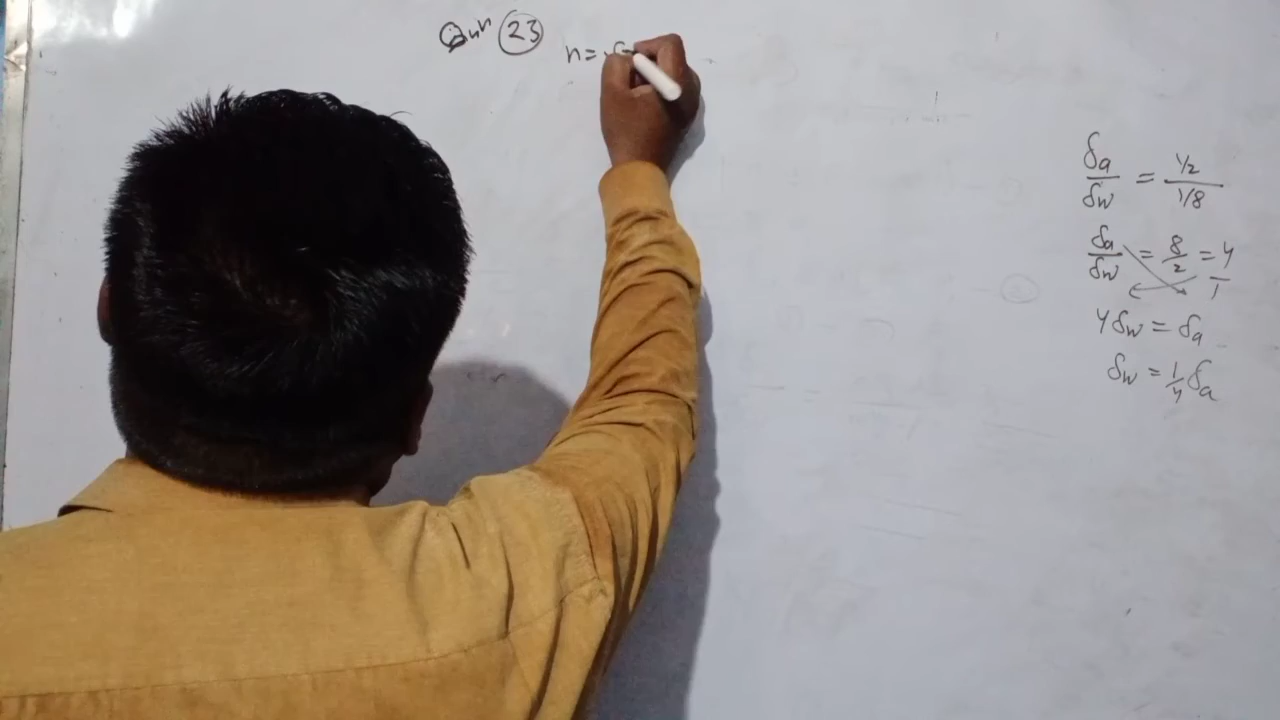 Qun (23)
n=√
δa/δw = 1/2 / 1/8
δa/δw = 8/2 = 4/1
4δw = δa
δw = 1/4 δa